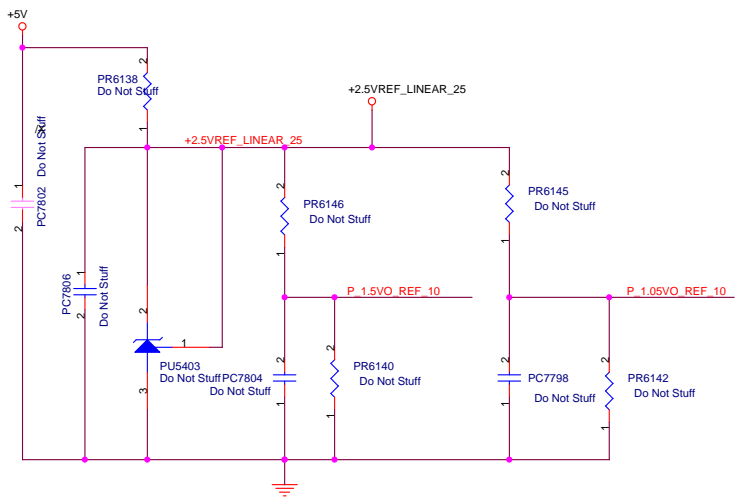 +5V
PR6138
Do Not Stuff
2
1
+2.5VREF_LINEAR_25
+2.5VREF_LINEAR_25
PC7802
Do Not Stuff
1
2
PC7806
Do Not Stuff
1
2
PU5403
Do Not Stuff
2
1
3
PR6146
Do Not Stuff
2
1
PR6145
Do Not Stuff
2
1
P_1.5VO_REF_10
P_1.05VO_REF_10
PC7804
Do Not Stuff
2
1
PR6140
Do Not Stuff
2
1
PC7798
Do Not Stuff
2
1
PR6142
Do Not Stuff
2
1